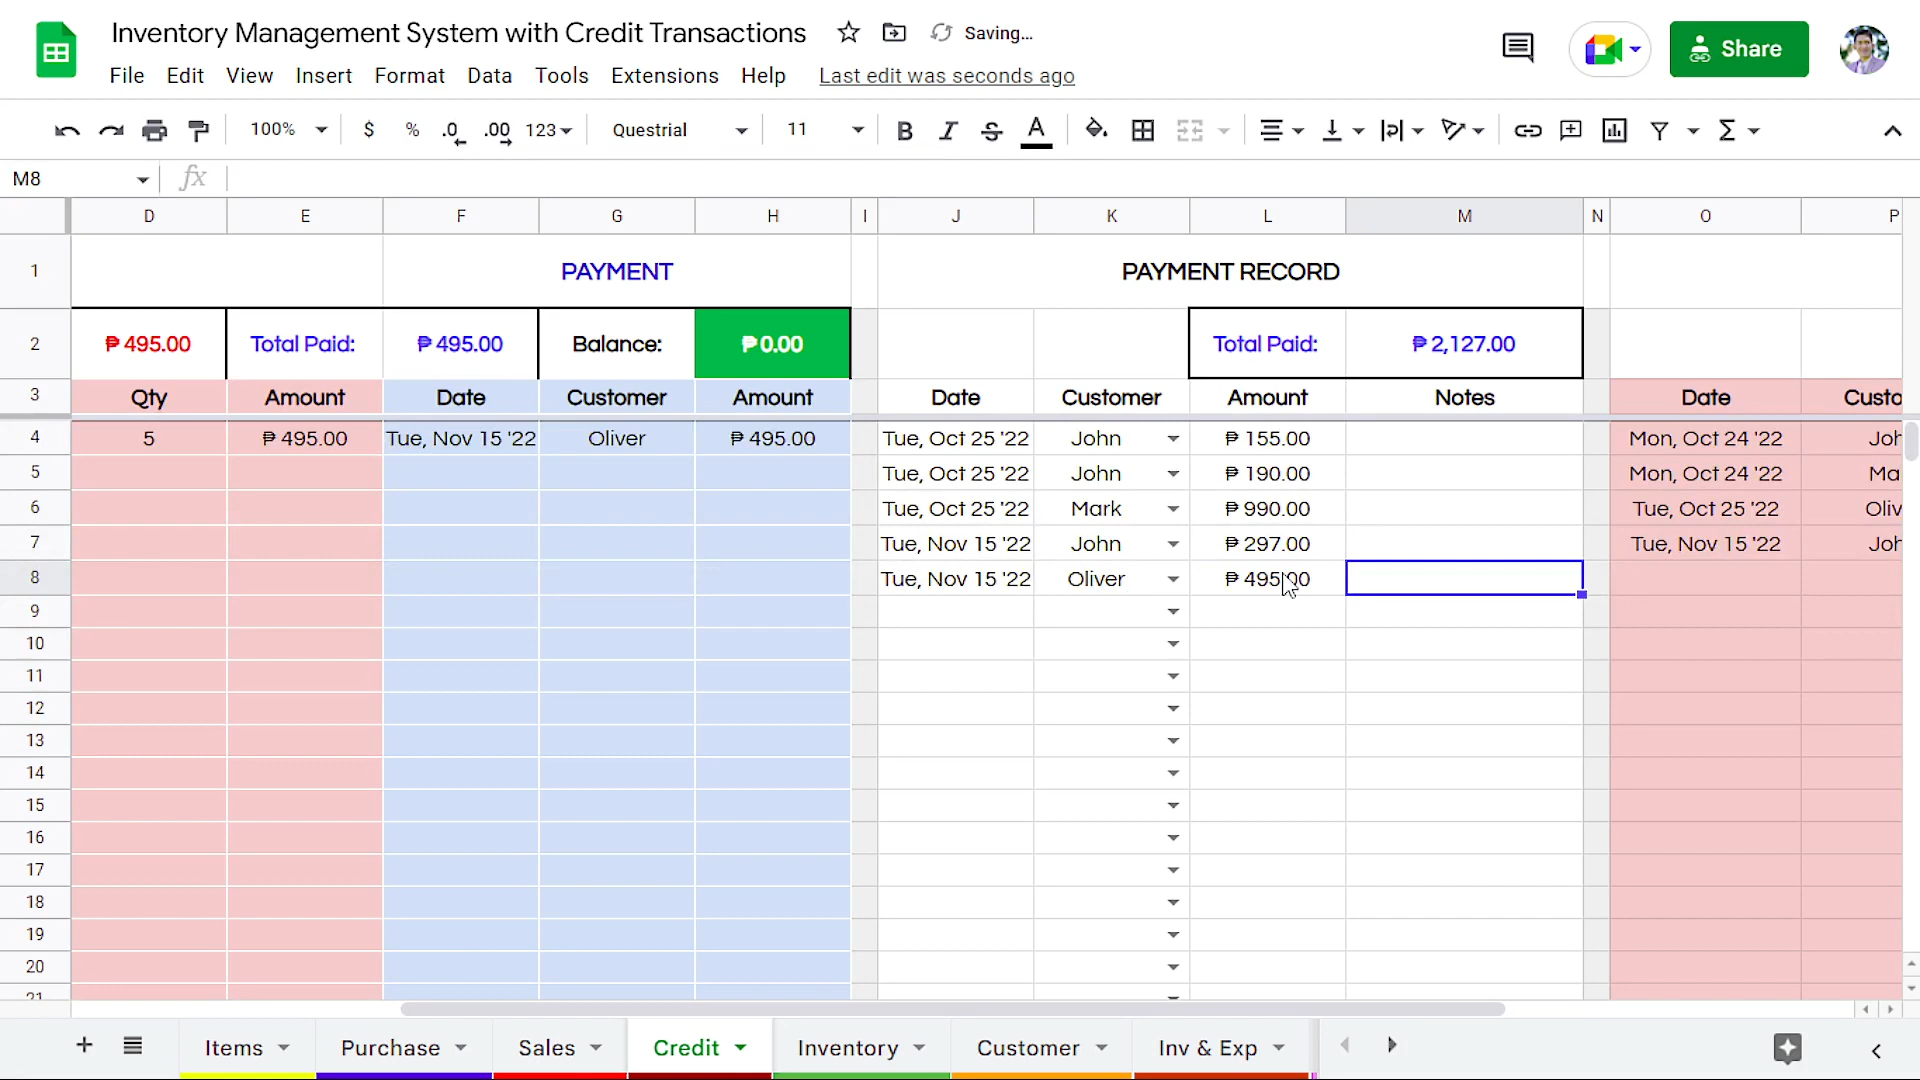 Inventory Management System with Credit Transactions Saving...
File Edit View Insert Format Data Tools Extensions Help Last edit was seconds ago
Share
100% $ % .0 .00 123 Questrial 11 B I S A Σ
M8 fx
D E F G H I J K L M N O P
1 PAYMENT PAYMENT RECORD
2 ₱ 495.00 Total Paid: ₱ 495.00 Balance: ₱ 0.00 Total Paid: ₱ 2,127.00
3 Qty Amount Date Customer Amount Date Customer Amount Notes Date Custo
4 5 ₱ 495.00 Tue, Nov 15 '22 Oliver ₱ 495.00 Tue, Oct 25 '22 John ₱ 155.00 Mon, Oct 24 '22 Joh
5 Tue, Oct 25 '22 John ₱ 190.00 Mon, Oct 24 '22 Ma
6 Tue, Oct 25 '22 Mark ₱ 990.00 Tue, Oct 25 '22 Oliv
7 Tue, Nov 15 '22 John ₱ 297.00 Tue, Nov 15 '22 Joh
8 Tue, Nov 15 '22 Oliver ₱ 495.00
9
10
11
12
13
14
15
16
17
18
19
20
21
+ Items Purchase Sales Credit Inventory Customer Inv & Exp